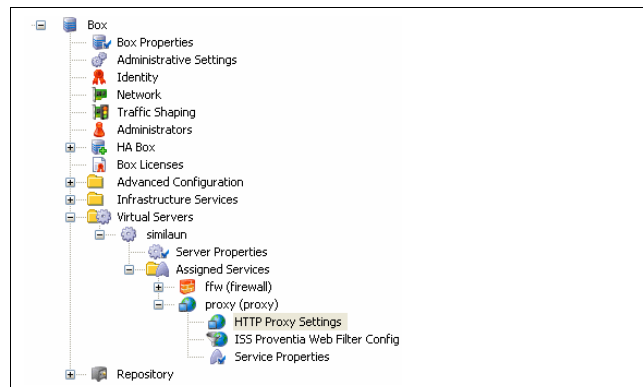 Box
Box Properties
Administrative Settings
Identity
Network
Traffic Shaping
Administrators
HA Box
Box Licenses
Advanced Configuration
Infrastructure Services
Virtual Servers
similaun
Server Properties
Assigned Services
ffw (firewall)
proxy (proxy)
HTTP Proxy Settings
ISS Proventia Web Filter Config
Service Properties
Repository